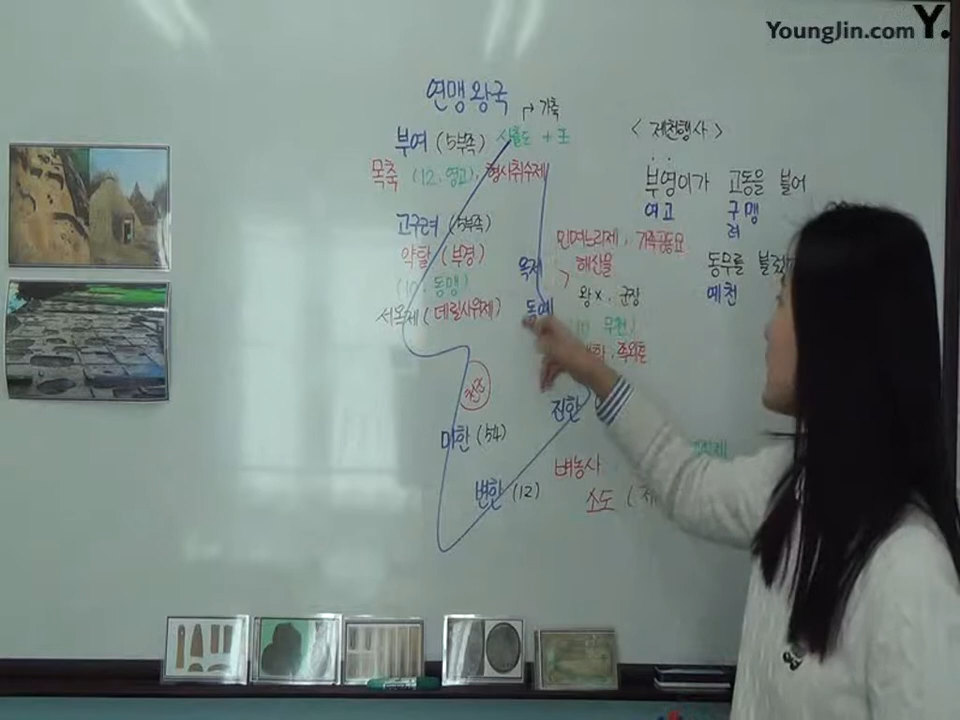 YoungJin.com Y.
연맹왕국
→ 가축
부여 (5부족) 사출도 + 도
목축 (12. 영고). 형사취수제
고구려 (5부족)
약탈 (부경)
(10. 동맹)
서옥제 (데릴사위제)
옥저
동예
민며느리제. 가족공동묘
해산물
왕x. 군장
(10 무천)
족외혼
마한 (54)
변한 (12)
진한
벼농사
소도 (
< 제천행사 >
부영이가 고동을 불어
여고 구맹
려
동무를 불렀
예천